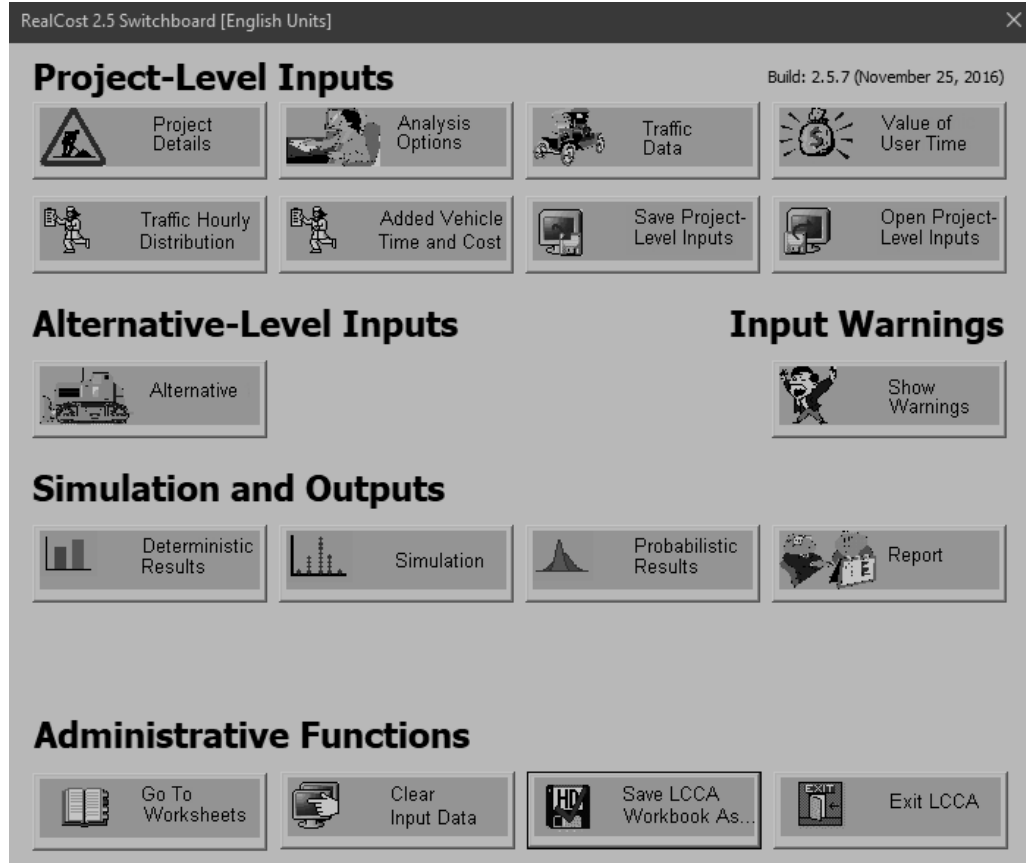 RealCost 2.5 Switchboard [English Units]
Project-Level Inputs
Build: 2.5.7 (November 25, 2016)
Project
Details
Analysis
Options
Traffic
Data
Value of
User Time
Traffic Hourly
Distribution
Added Vehicle
Time and Cost
Save Project-
Level Inputs
Open Project-
Level Inputs
Alternative-Level Inputs
Input Warnings
Alternative
Show
Warnings
Simulation and Outputs
Deterministic
Results
Simulation
Probabilistic
Results
Report
Administrative Functions
Go To
Worksheets
Clear
Input Data
HD
Save LCCA
Workbook As...
EXIT
Exit LCCA